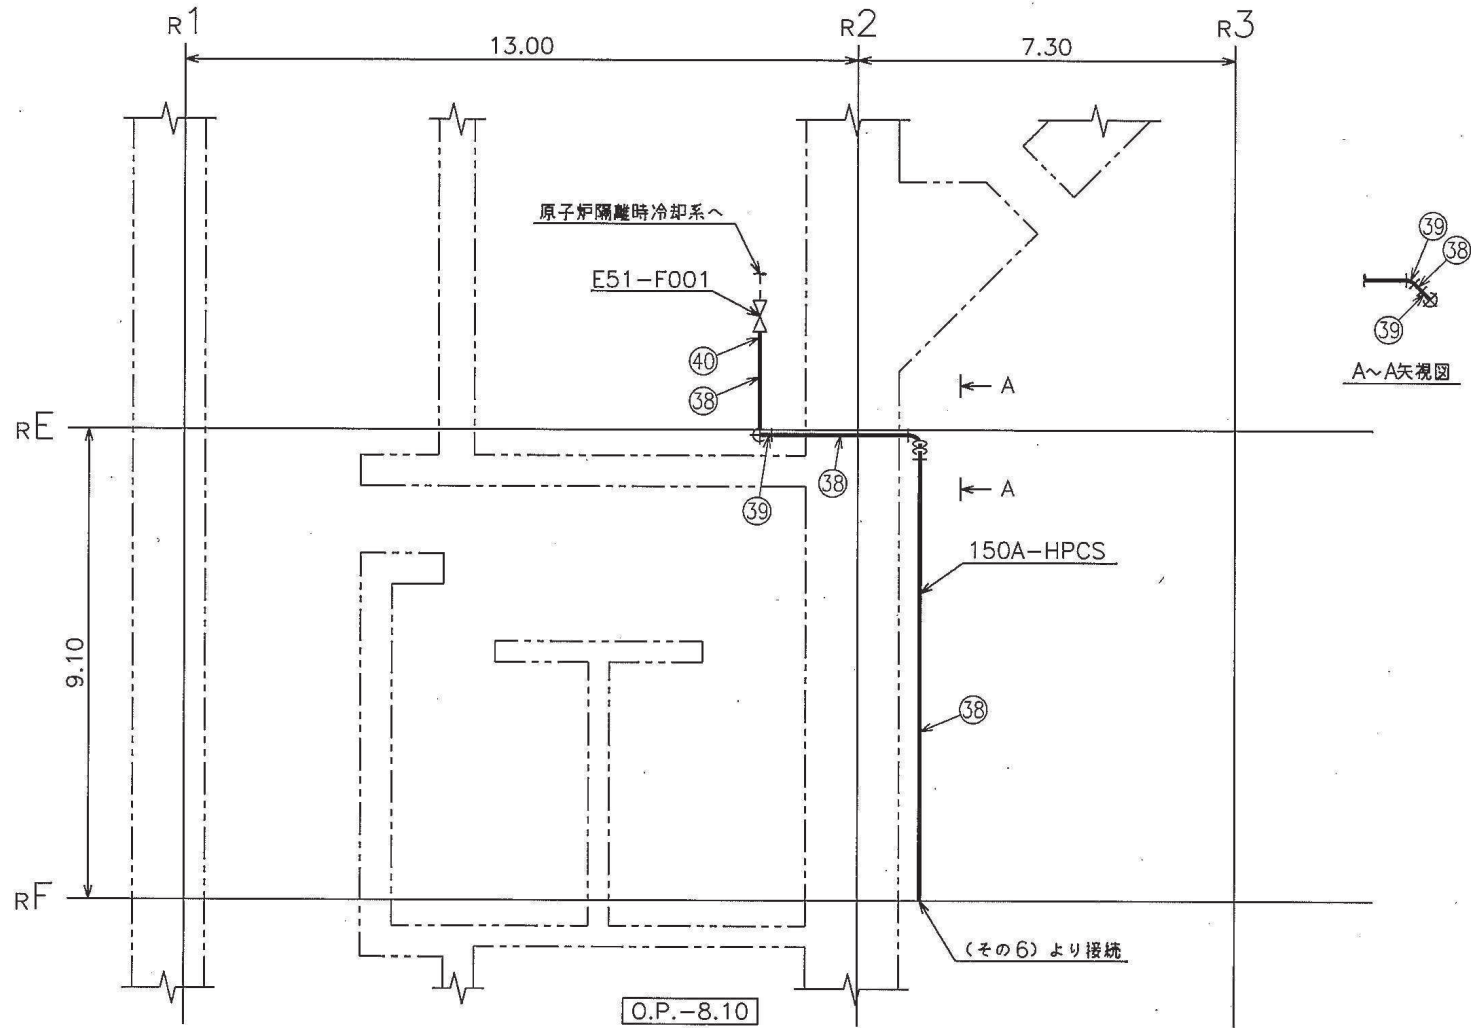 R1
R2
R3
13.00
7.30
原子炉隔離時冷却系へ
E51-F001
39
38
39
A~A矢視図
40
38
A
RE
A
38
39
150A-HPCS
9.10
38
RF
(その6)より接続
O.P.-8.10